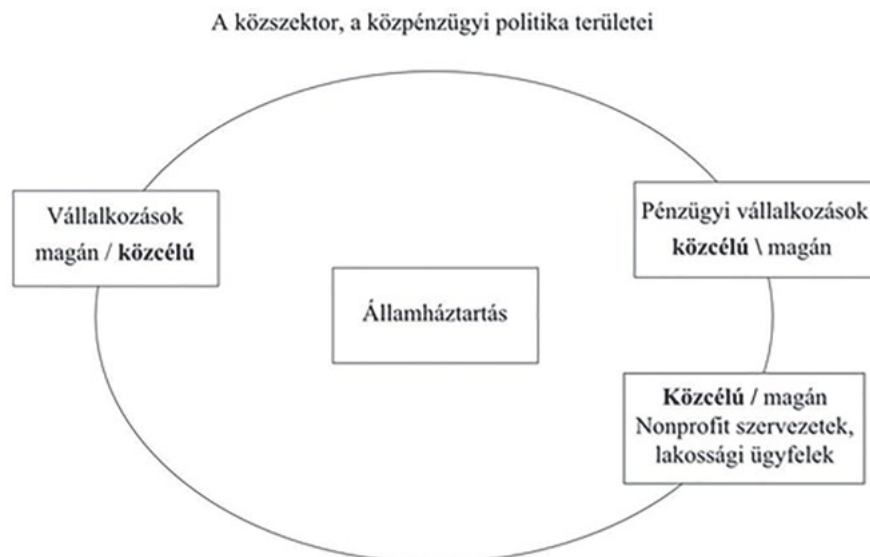 A közszektor, a közpénzügyi politika területei
Vállalkozások
magán / közcélú
Pénzügyi vállalkozások
közcélú \ magán
Államháztartás
Közcélú / magán
Nonprofit szervezetek,
lakossági ügyfelek